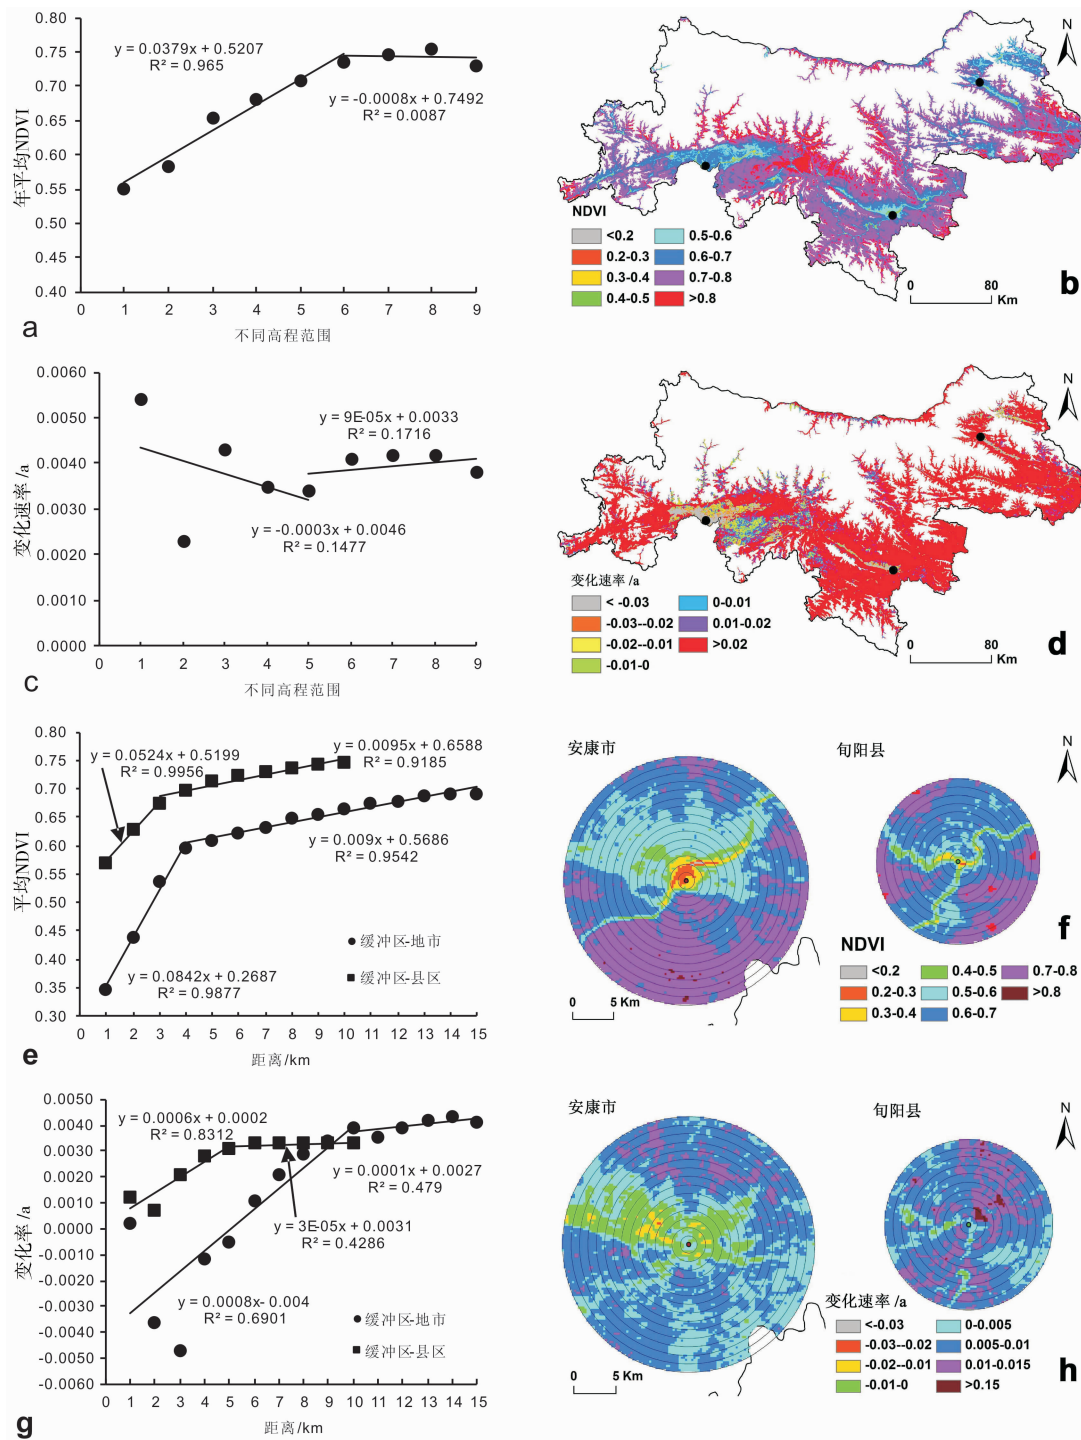 年平均NDVI
0.80
0.75
0.70
0.65
0.60
0.55
0.50
0.45
0.40
y = 0.0379x + 0.5207
R² = 0.965
y = -0.0008x + 0.7492
R² = 0.0087
0 1 2 3 4 5 6 7 8 9
不同高程范围
a
N
NDVI
<0.2
0.2-0.3
0.3-0.4
0.4-0.5
0.5-0.6
0.6-0.7
0.7-0.8
>0.8
0 80
Km
b
变化速率 /a
0.0060
0.0050
0.0040
0.0030
0.0020
0.0010
0.0000
y = 9E-05x + 0.0033
R² = 0.1716
y = -0.0003x + 0.0046
R² = 0.1477
0 1 2 3 4 5 6 7 8 9
不同高程范围
c
N
变化速率 /a
< -0.03
-0.03--0.02
-0.02--0.01
-0.01-0
0-0.01
0.01-0.02
>0.02
0 80
Km
d
平均NDVI
0.80
0.75
0.70
0.65
0.60
0.55
0.50
0.45
0.40
0.35
0.30
y = 0.0524x + 0.5199
R² = 0.9956
y = 0.0095x + 0.6588
R² = 0.9185
y = 0.009x + 0.5686
R² = 0.9542
y = 0.0842x + 0.2687
R² = 0.9877
缓冲区-地市
缓冲区-县区
0 1 2 3 4 5 6 7 8 9 10 11 12 13 14 15
距离/km
e
安康市
旬阳县
N
0 5 Km
NDVI
<0.2
0.2-0.3
0.3-0.4
0.4-0.5
0.5-0.6
0.6-0.7
0.7-0.8
>0.8
f
变化率 /a
0.0050
0.0040
0.0030
0.0020
0.0010
0.0000
-0.0010
-0.0020
-0.0030
-0.0040
-0.0050
-0.0060
y = 0.0006x + 0.0002
R² = 0.8312
y = 0.0001x + 0.0027
R² = 0.479
y = 3E-05x + 0.0031
R² = 0.4286
y = 0.0008x - 0.004
R² = 0.6901
缓冲区-地市
缓冲区-县区
0 1 2 3 4 5 6 7 8 9 10 11 12 13 14 15
距离/km
g
安康市
旬阳县
N
0 5 Km
变化速率 /a
<-0.03
-0.03--0.02
-0.02--0.01
-0.01-0
0-0.005
0.005-0.01
0.01-0.015
>0.15
h